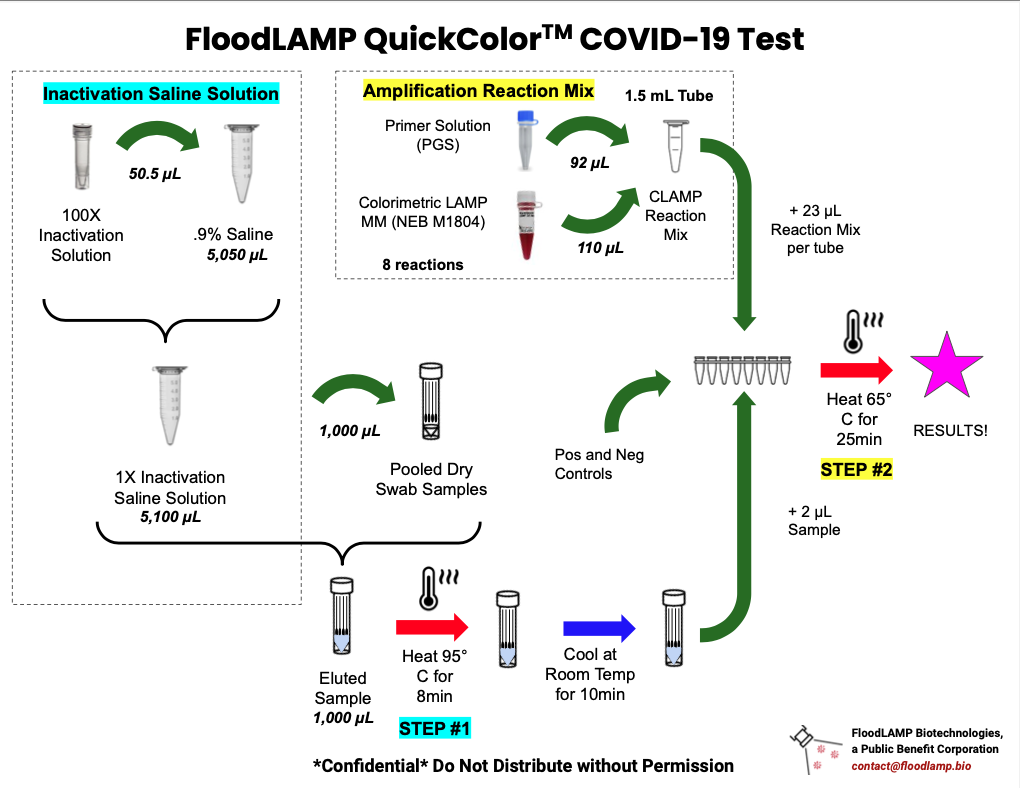 FloodLAMP QuickColor™ COVID-19 Test
Inactivation Saline Solution
50.5 µL
100X
Inactivation
Solution
.9% Saline
5,050 µL
Amplification Reaction Mix
1.5 mL Tube
Primer Solution
(PGS)
92 µL
Colorimetric LAMP
MM (NEB M1804)
110 µL
CLAMP
Reaction
Mix
8 reactions
+ 23 µL
Reaction Mix
per tube
1X Inactivation
Saline Solution
5,100 µL
1,000 µL
Pooled Dry
Swab Samples
Pos and Neg
Controls
Heat 65°
C for
25min
STEP #2
RESULTS!
+ 2 µL
Sample
Eluted
Sample
1,000 µL
Heat 95°
C for
8min
STEP #1
Cool at
Room Temp
for 10min
FloodLAMP Biotechnologies,
a Public Benefit Corporation
contact@floodlamp.bio
*Confidential* Do Not Distribute without Permission